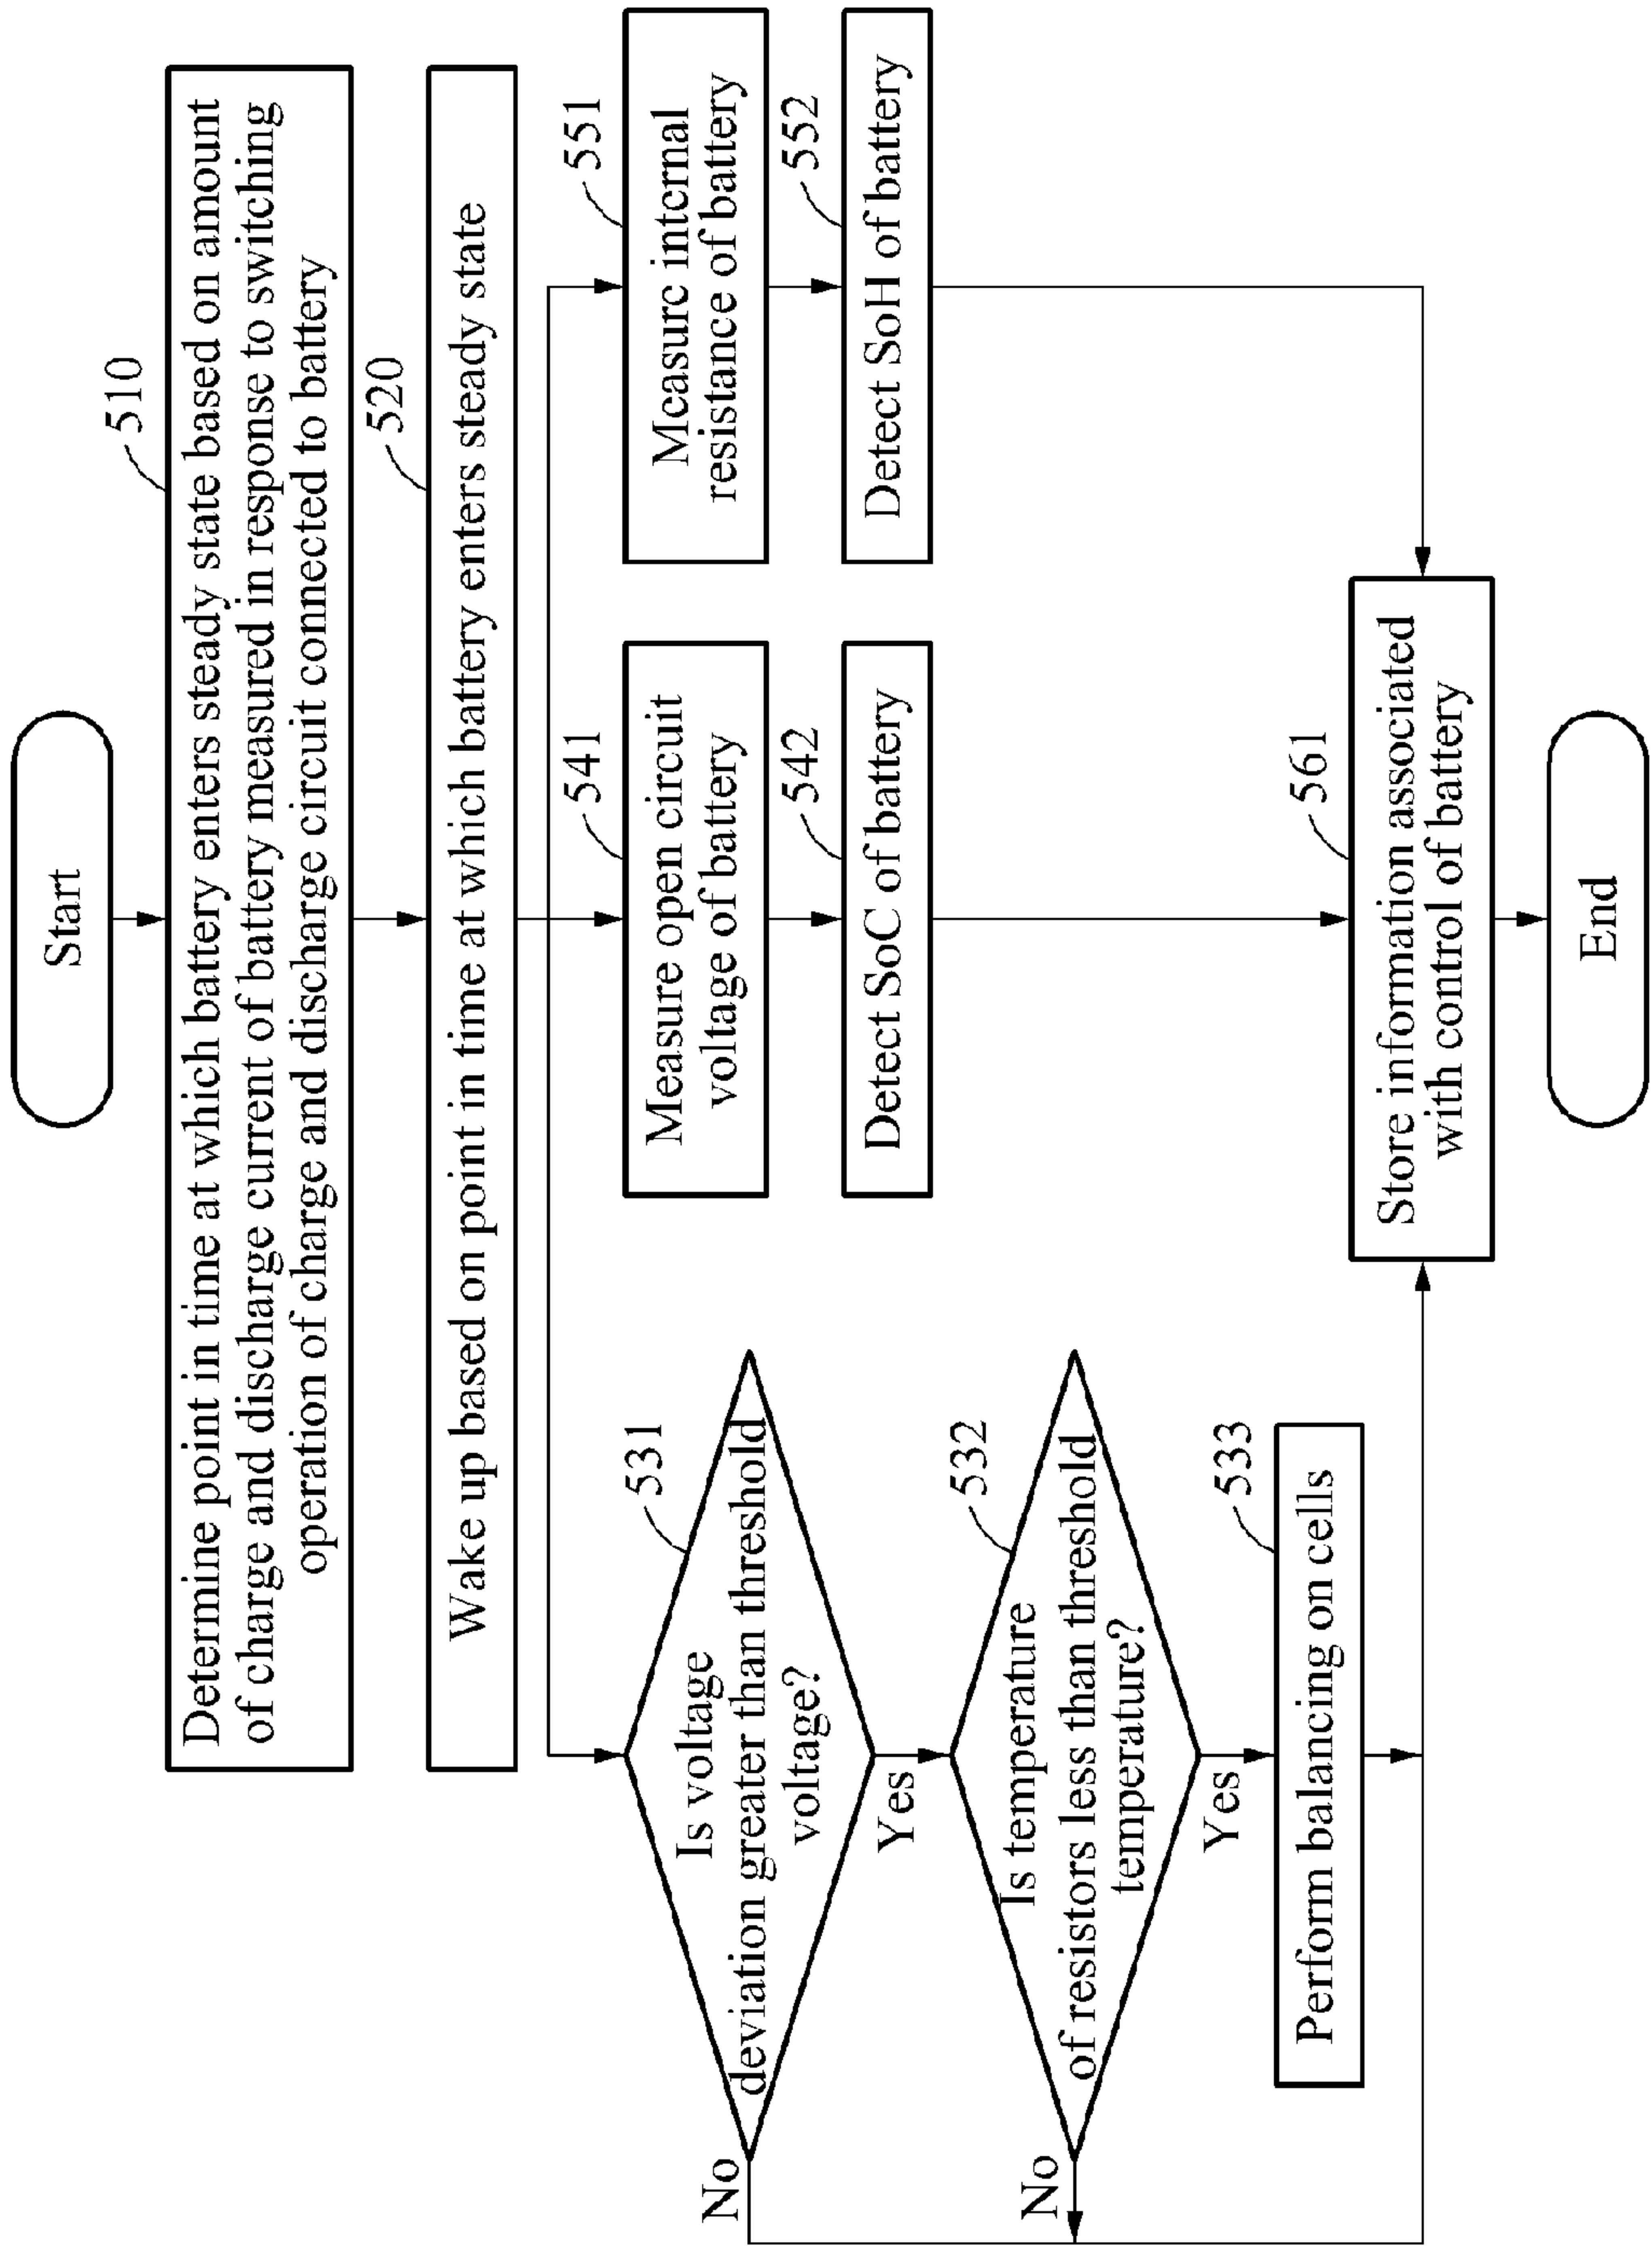 Start
510
Determine point in time at which battery enters steady state based on amount
of charge and discharge current of battery measured in response to switching
operation of charge and discharge circuit connected to battery
520
Wake up based on point in time at which battery enters steady state
531
Is voltage
deviation greater than threshold
voltage?
No
Yes
532
Is temperature
of resistors less than threshold
temperature?
No
Yes
533
Perform balancing on cells
541
Measure open circuit
voltage of battery
542
Detect SoC of battery
551
Measure internal
resistance of battery
552
Detect SoH of battery
561
Store information associated
with control of battery
End